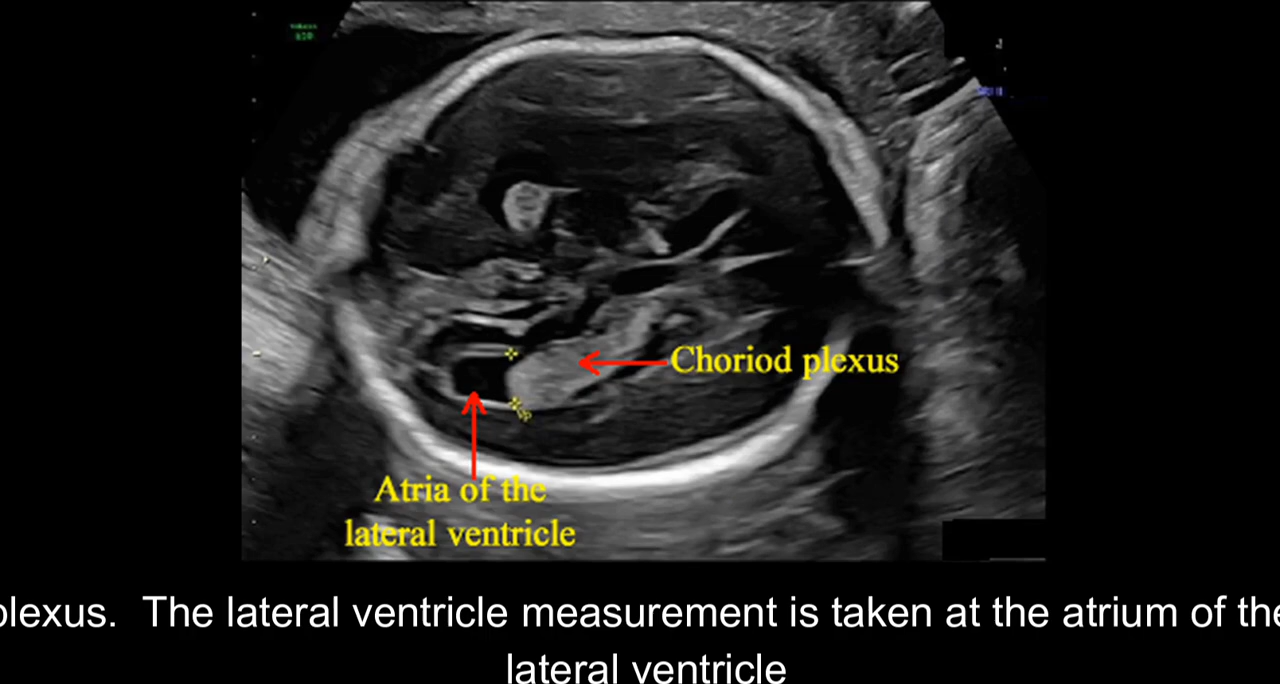 Choriod plexus
Atria of the
lateral ventricle
plexus.  The lateral ventricle measurement is taken at the atrium of the
lateral ventricle